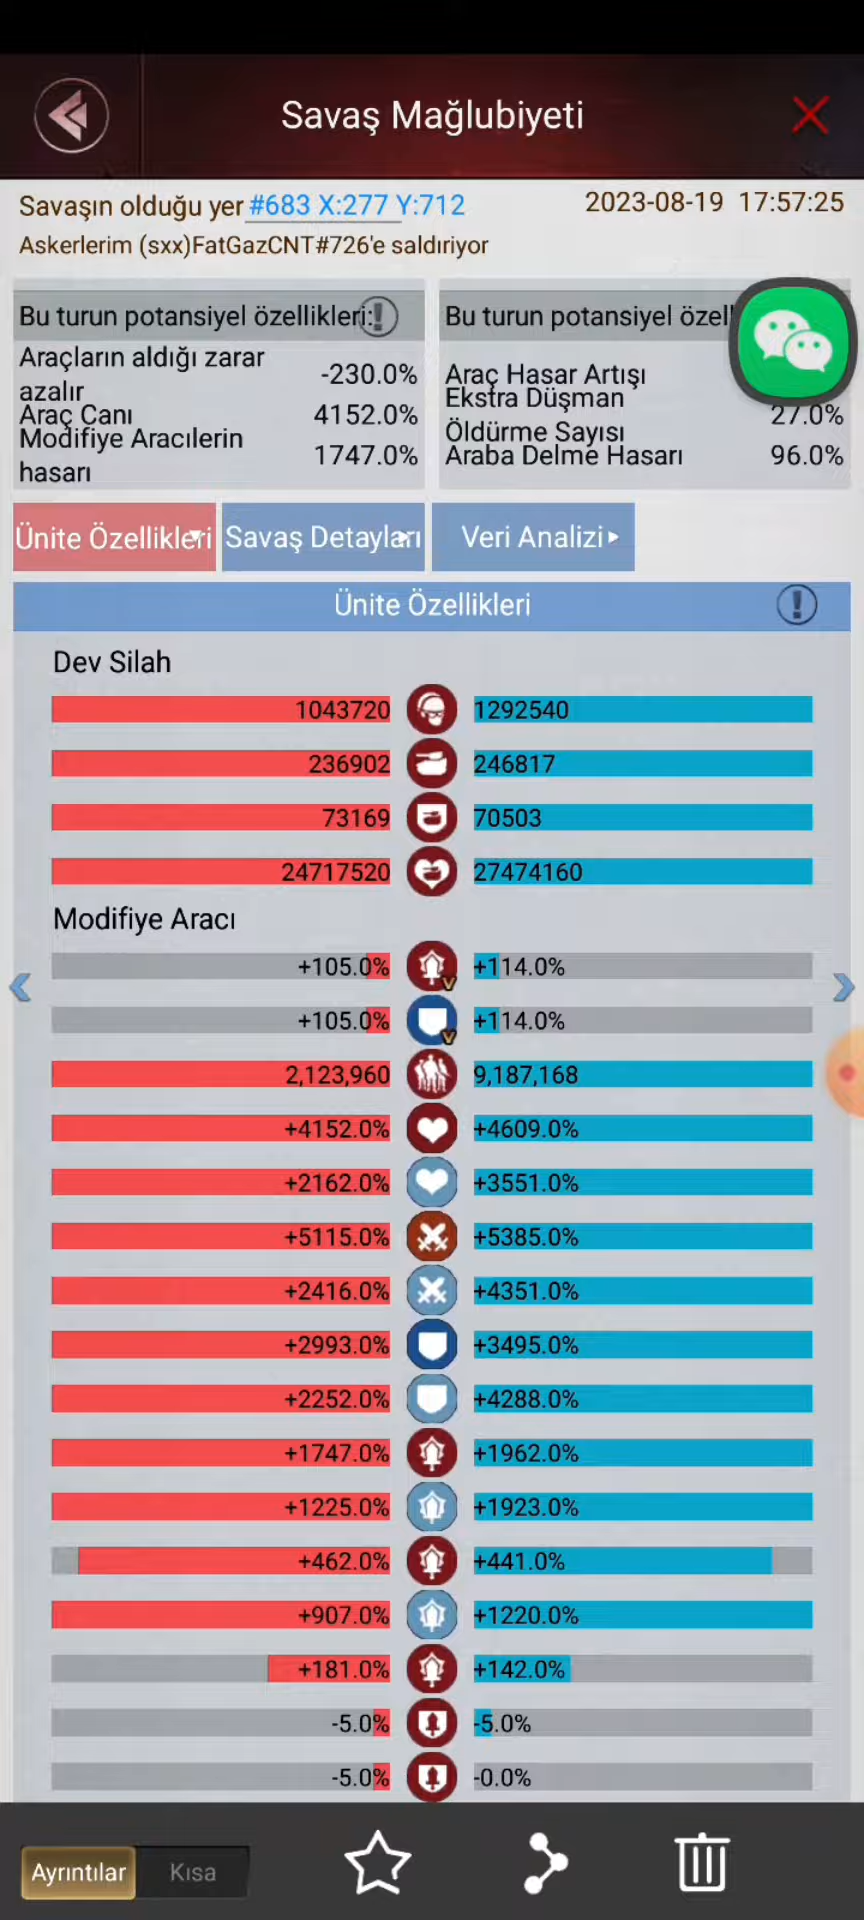 Savaş Mağlubiyeti
Savaşın olduğu yer #683 X:277 Y:712
2023-08-19 17:57:25
Askerlerim (sxx)FatGazCNT#726'e saldırıyor
Bu turun potansiyel özellikleri:
Araçların aldığı zarar azalır -230.0%
Araç Canı 4152.0%
Modifiye Aracılerin hasarı 1747.0%
Bu turun potansiyel
Araç Hasar Artışı
Ekstra Düşman Öldürme Sayısı 27.0%
Araba Delme Hasarı 96.0%
Ünite Özellikleri
Savaş Detayları
Veri Analizi
Ünite Özellikleri
Dev Silah
1043720 1292540
236902 246817
73169 70503
24717520 27474160
Modifiye Aracı
+105.0% +114.0%
+105.0% +114.0%
2,123,960 9,187,168
+4152.0% +4609.0%
+2162.0% +3551.0%
+5115.0% +5385.0%
+2416.0% +4351.0%
+2993.0% +3495.0%
+2252.0% +4288.0%
+1747.0% +1962.0%
+1225.0% +1923.0%
+462.0% +441.0%
+907.0% +1220.0%
+181.0% +142.0%
-5.0% -5.0%
-5.0% -0.0%
Ayrıntılar Kısa